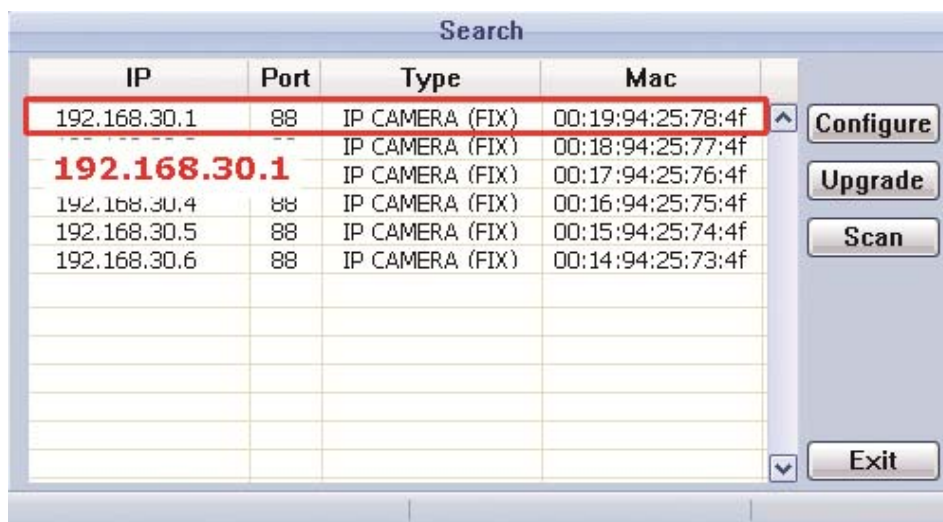 Search
IP Port Type Mac
192.168.30.1 88 IP CAMERA (FIX) 00:19:94:25:78:4f
Configure
IP CAMERA (FIX) 00:18:94:25:77:4f
192.168.30.1
IP CAMERA (FIX) 00:17:94:25:76:4f
Upgrade
192.168.30.4 88 IP CAMERA (FIX) 00:16:94:25:75:4f
192.168.30.5 88 IP CAMERA (FIX) 00:15:94:25:74:4f
Scan
192.168.30.6 88 IP CAMERA (FIX) 00:14:94:25:73:4f
Exit